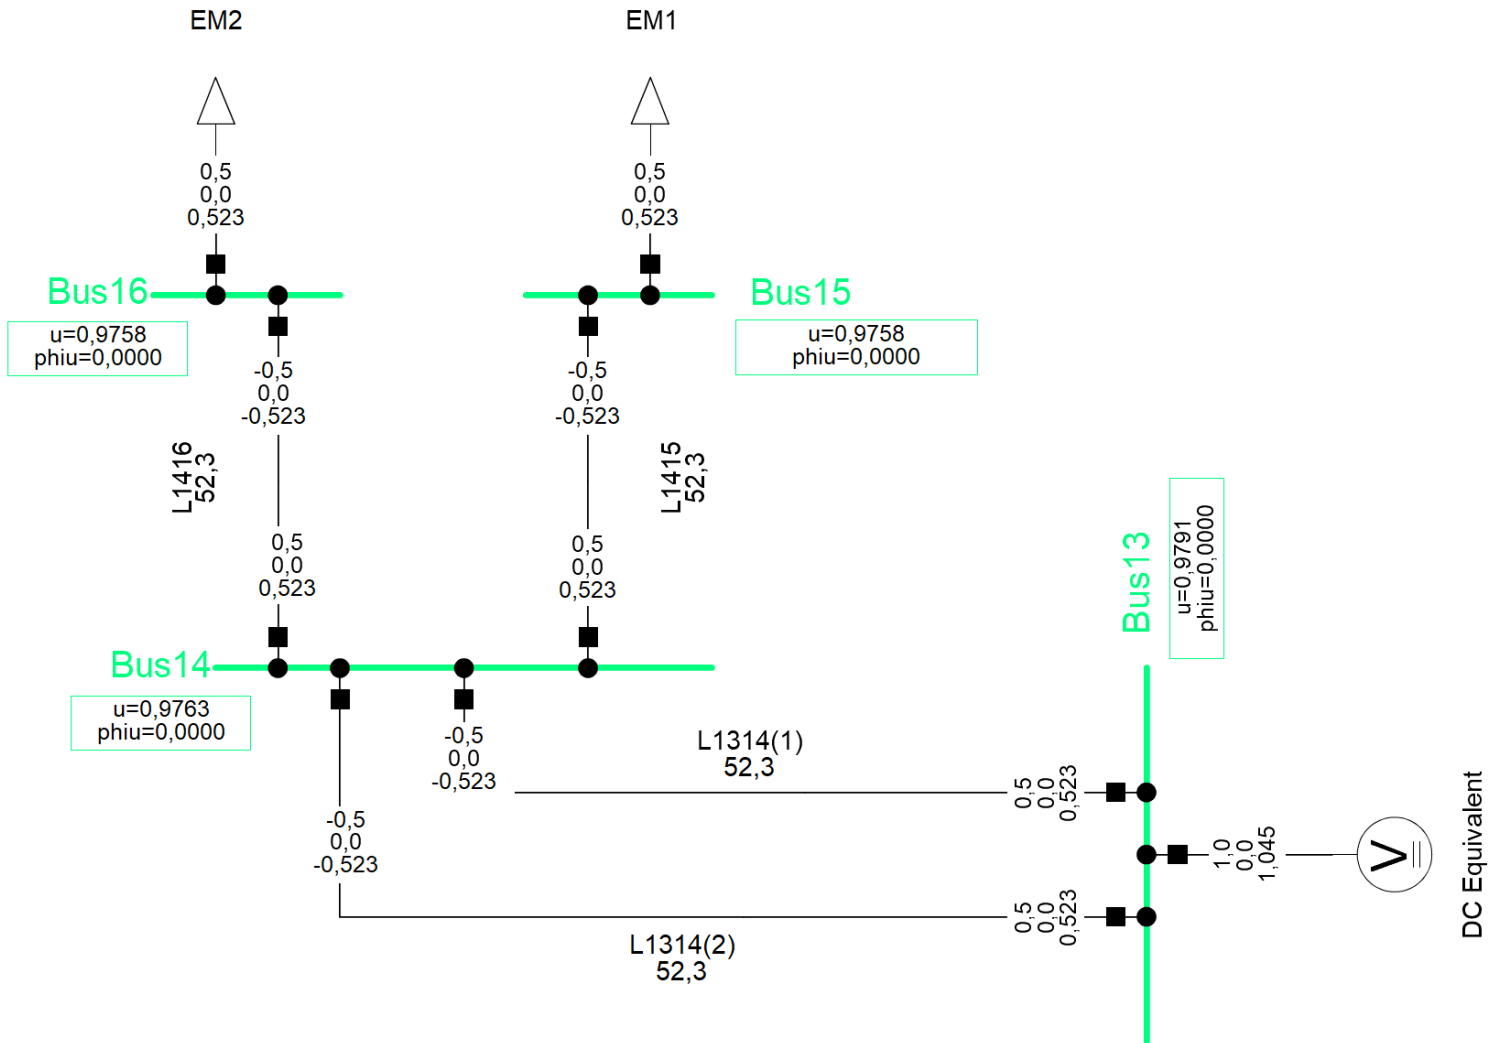 EM2
EM1
0,5
0,0
0,523
0,5
0,0
0,523
Bus16
u=0,9758
phiu=0,0000
Bus15
u=0,9758
phiu=0,0000
-0,5
0,0
-0,523
-0,5
0,0
-0,523
L1416
52,3
L1415
52,3
0,5
0,0
0,523
0,5
0,0
0,523
Bus13
u=0,9791
phiu=0,0000
Bus14
u=0,9763
phiu=0,0000
-0,5
0,0
-0,523
L1314(1)
52,3
0,5
0,0
0,523
-0,5
0,0
-0,523
1,0
0,0
1,045
V
DC Equivalent
0,5
0,0
0,523
L1314(2)
52,3